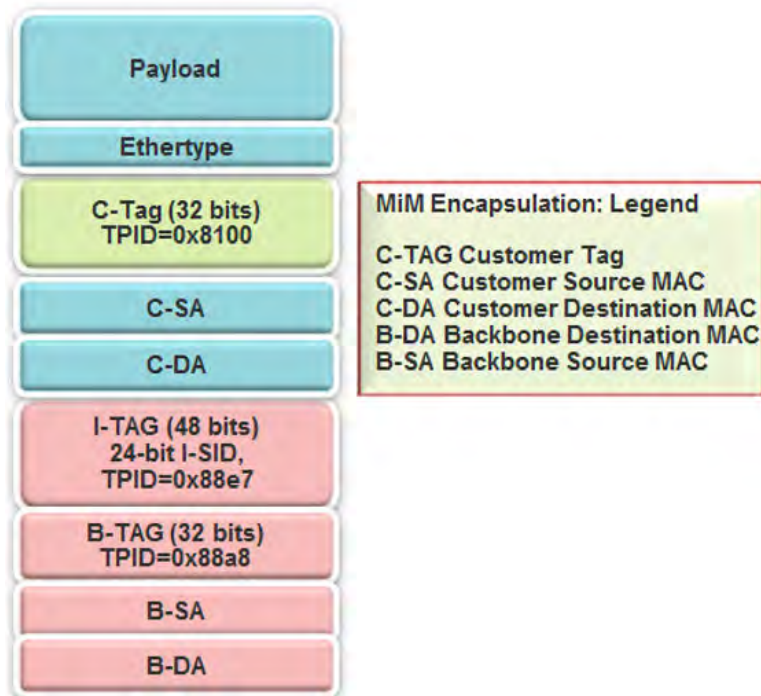 Payload
Ethertype
C-Tag (32 bits)
TPID=0x8100
C-SA
C-DA
I-TAG (48 bits)
24-bit I-SID,
TPID=0x88e7
B-TAG (32 bits)
TPID=0x88a8
B-SA
B-DA
MiM Encapsulation: Legend
C-TAG Customer Tag
C-SA Customer Source MAC
C-DA Customer Destination MAC
B-DA Backbone Destination MAC
B-SA Backbone Source MAC